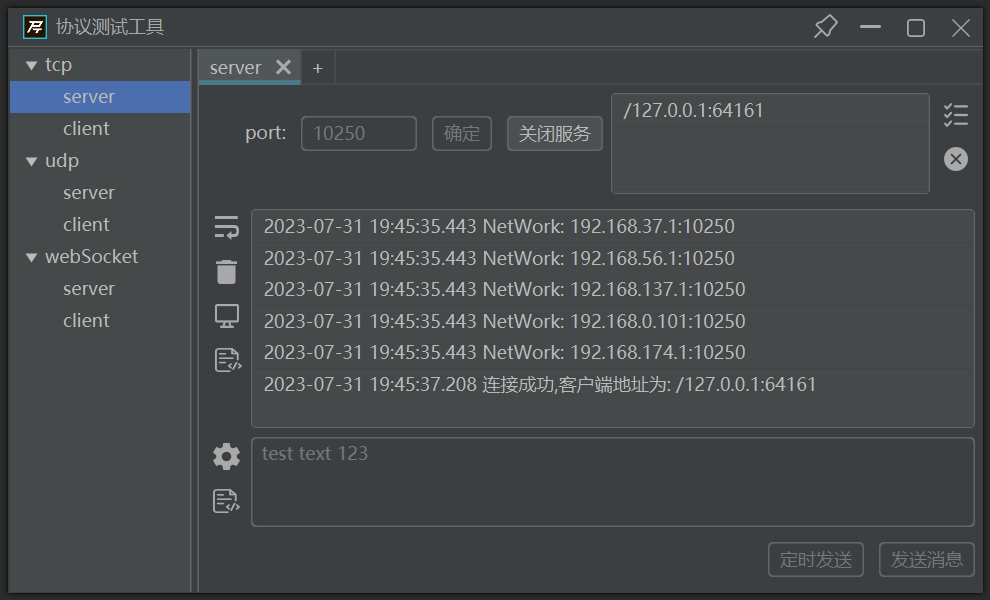 协议测试工具
tcp
server
client
udp
server
client
webSocket
server
client
server
+
port:
10250
确定
关闭服务
/127.0.0.1:64161
2023-07-31 19:45:35.443 NetWork: 192.168.37.1:10250
2023-07-31 19:45:35.443 NetWork: 192.168.56.1:10250
2023-07-31 19:45:35.443 NetWork: 192.168.137.1:10250
2023-07-31 19:45:35.443 NetWork: 192.168.0.101:10250
2023-07-31 19:45:35.443 NetWork: 192.168.174.1:10250
2023-07-31 19:45:37.208 连接成功,客户端地址为: /127.0.0.1:64161
test text 123
定时发送
发送消息